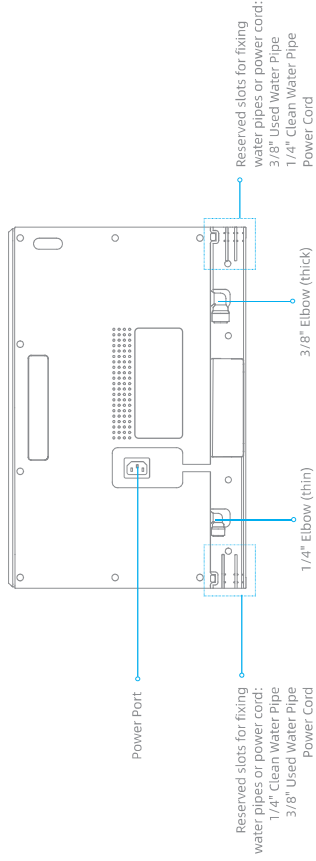 Power Port
Reserved slots for fixing
water pipes or power cord:
1/4" Clean Water Pipe
3/8" Used Water Pipe
Power Cord
1/4" Elbow (thin)
3/8" Elbow (thick)
Reserved slots for fixing
water pipes or power cord:
3/8" Used Water Pipe
1/4" Clean Water Pipe
Power Cord